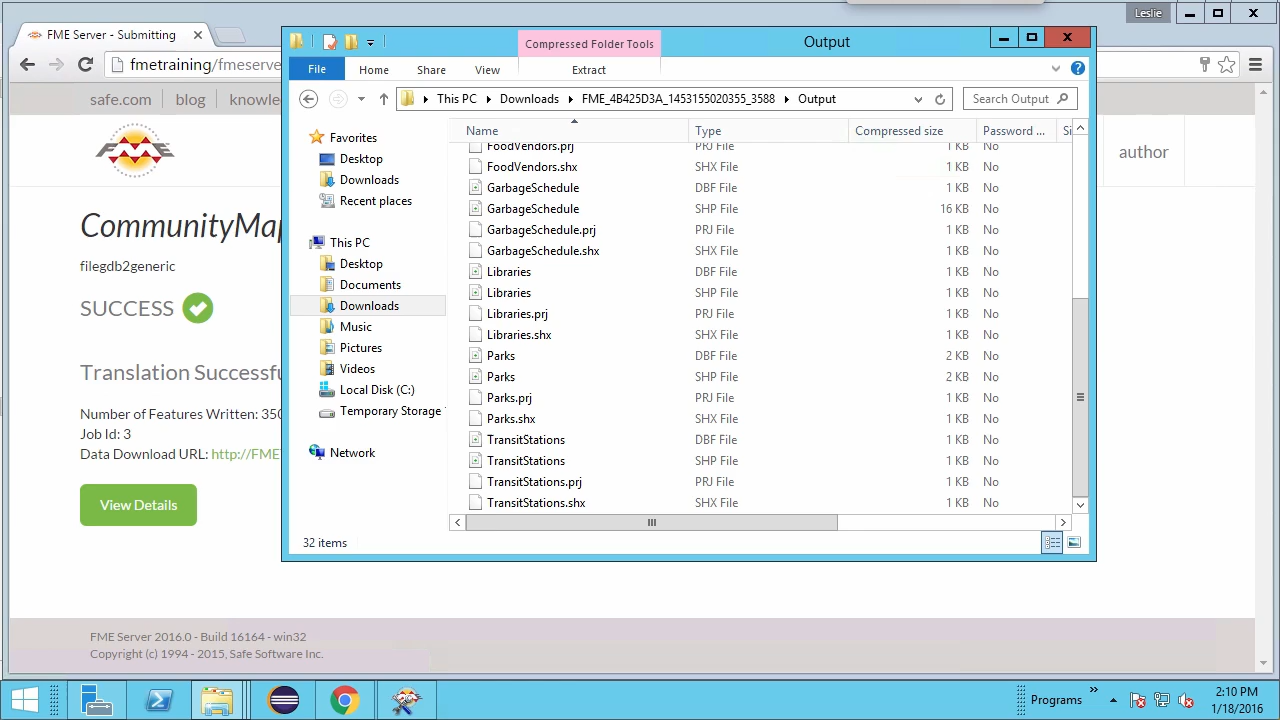 Leslie
FME Server - Submitting
fmetraining/fmeserve
safe.com
blog
knowle
author
FME
CommunityMap
filegdb2generic
SUCCESS
Translation Successfu
Number of Features Written: 350
Job Id: 3
Data Download URL: http://FME
View Details
FME Server 2016.0 - Build 16164 - win32
Copyright (c) 1994 - 2015, Safe Software Inc.
Compressed Folder Tools
Output
File
Home
Share
View
Extract
This PC
Downloads
FME_4B425D3A_1453155020355_3588
Output
Search Output
Favorites
Desktop
Downloads
Recent places
This PC
Desktop
Documents
Downloads
Music
Pictures
Videos
Local Disk (C:)
Temporary Storage
Network
Name Type Compressed size Password ... Si
FoodVendors.prj PRJ File 1 KB No
FoodVendors.shx SHX File 1 KB No
GarbageSchedule DBF File 1 KB No
GarbageSchedule SHP File 16 KB No
GarbageSchedule.prj PRJ File 1 KB No
GarbageSchedule.shx SHX File 1 KB No
Libraries DBF File 1 KB No
Libraries SHP File 1 KB No
Libraries.prj PRJ File 1 KB No
Libraries.shx SHX File 1 KB No
Parks DBF File 2 KB No
Parks SHP File 2 KB No
Parks.prj PRJ File 1 KB No
Parks.shx SHX File 1 KB No
TransitStations DBF File 1 KB No
TransitStations SHP File 1 KB No
TransitStations.prj PRJ File 1 KB No
TransitStations.shx SHX File 1 KB No
32 items
Programs
2:10 PM
1/18/2016